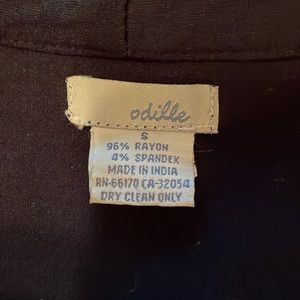 odille
S
96% RAYON
4% SPANDEX
MADE IN INDIA
RN-66170 CA-32054
DRY CLEAN ONLY